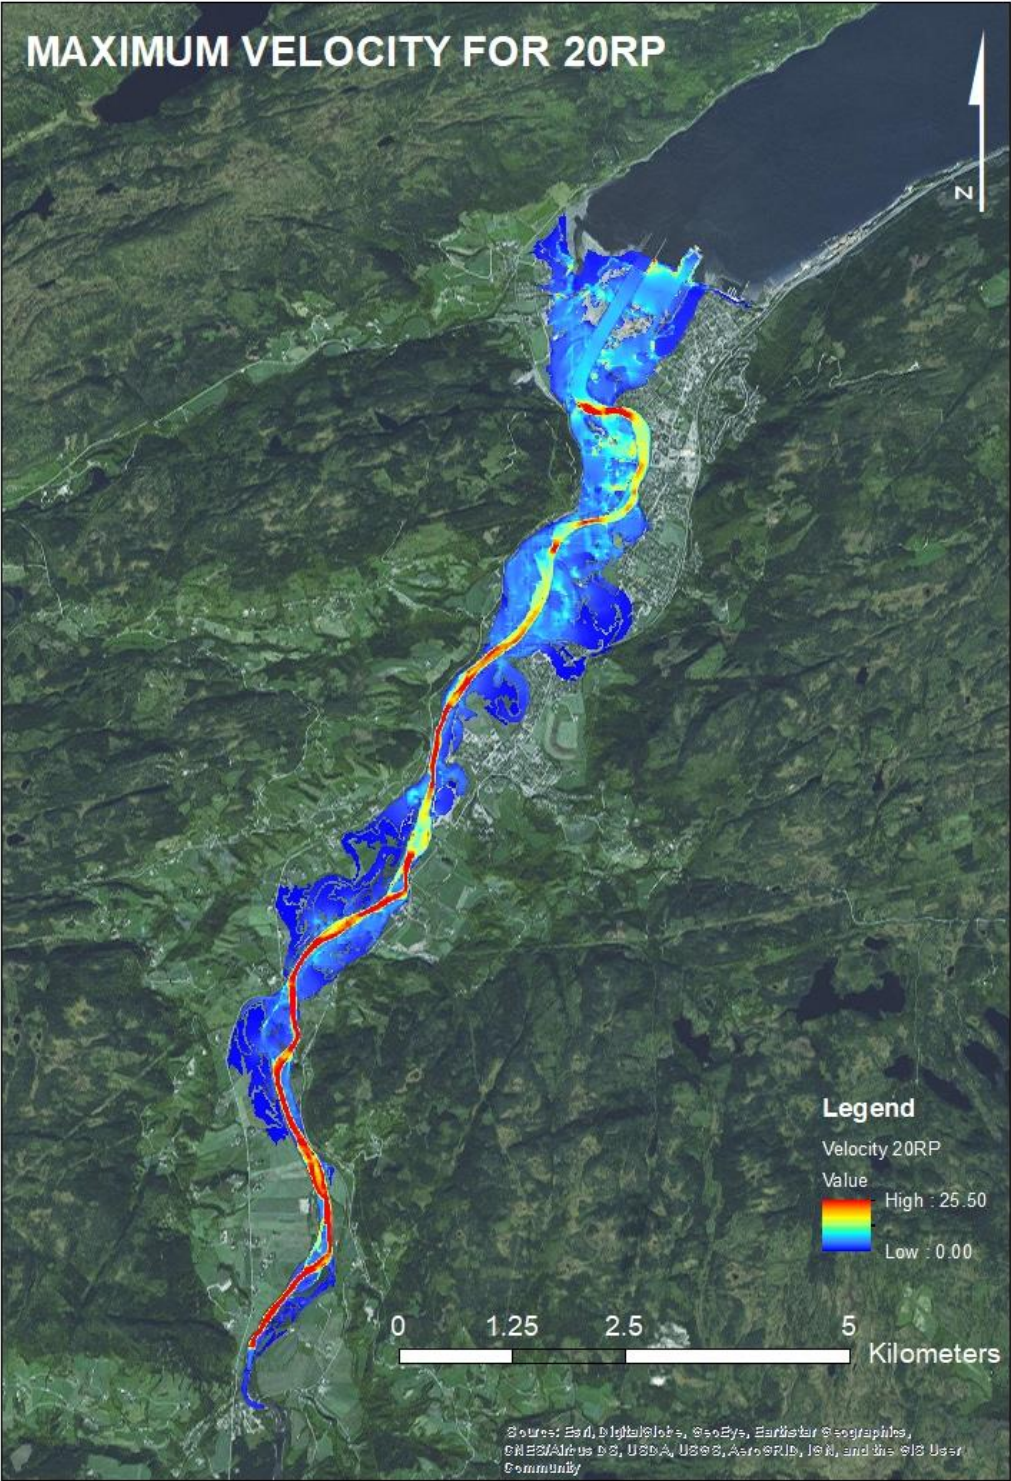 MAXIMUM VELOCITY FOR 20RP
N
Legend
Velocity 20RP
Value
High : 25.50
Low : 0.00
0 1.25 2.5 5
Kilometers
Source: Esri, DigitalGlobe, GeoEye, Earthstar Geographics,
CNES/Airbus DS, USDA, USGS, AeroGRID, IGN, and the GIS User
Community